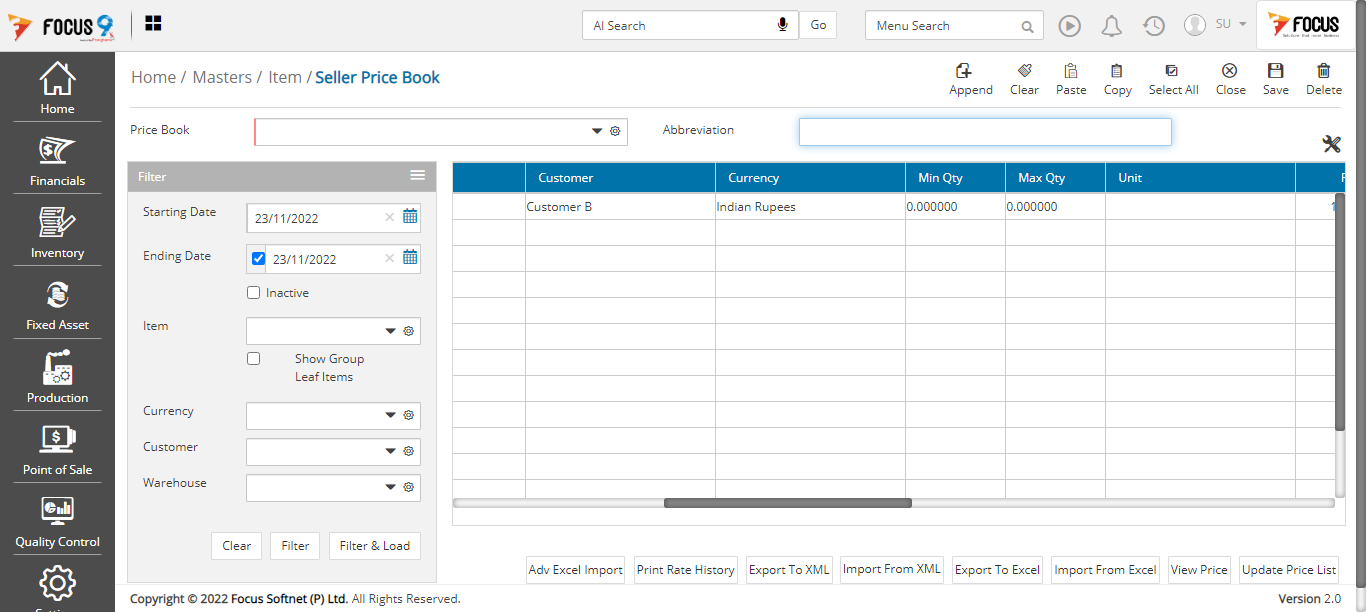 FOCUS 9
AI Search
Go
Menu Search
SU
FOCUS
Home / Masters / Item / Seller Price Book
Append
Clear
Paste
Copy
Select All
Close
Save
Delete
Home
Financials
Inventory
Fixed Asset
Production
Point of Sale
Quality Control
Price Book
Abbreviation
Filter
Starting Date
23/11/2022
Ending Date
23/11/2022
Inactive
Item
Show Group
Leaf Items
Currency
Customer
Warehouse
Clear
Filter
Filter & Load
Customer Currency Min Qty Max Qty Unit
Customer B Indian Rupees 0.000000 0.000000 1
Adv Excel Import
Print Rate History
Export To XML
Import From XML
Export To Excel
Import From Excel
View Price
Update Price List
Copyright © 2022 Focus Softnet (P) Ltd. All Rights Reserved.
Version 2.0